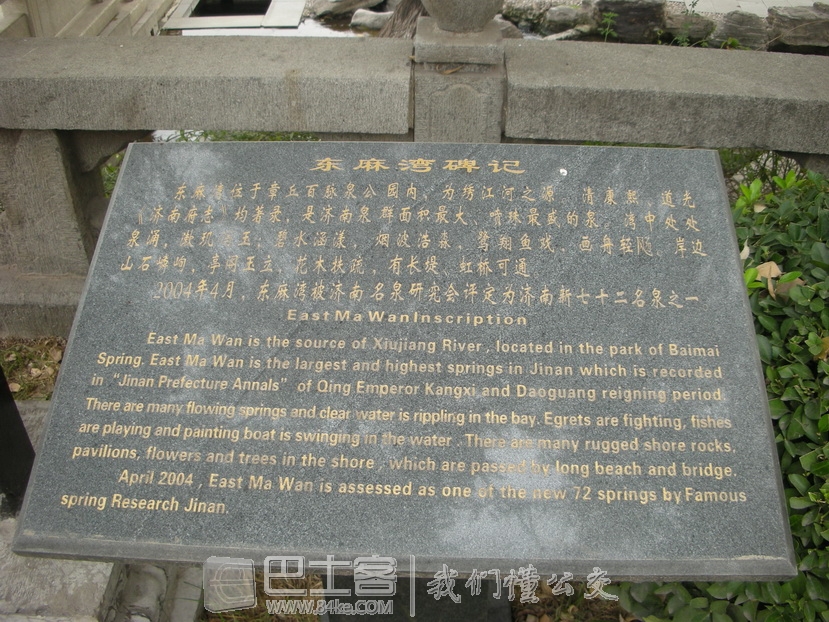 东麻湾碑记
东麻湾位于章丘百脉泉公园内，为绣江河之源，清康熙、道光
《济南府志》均著录，是济南泉群面积最大、喷珠最盛的泉，湾中处处
泉涌，漱玑 玉，碧水涵漾，烟波浩淼，鹭翔鱼戏，画舟轻飏，岸边
山石嶙峋，亭阁玉立，花木扶疏，有长堤、虹桥可通
2004年4月，东麻湾被济南名泉研究会评定为济南新七十二名泉之一
East Ma Wan Inscription
East Ma Wan is the source of Xiujiang River, located in the park of Baimai
Spring. East Ma Wan is the largest and highest springs in Jinan which is recorded
in "Jinan Prefecture Annals" of Qing Emperor Kangxi and Daoguang reigning period.
There are many flowing springs and clear water is rippling in the bay. Egrets are fighting, fishes
are playing and painting boat is swinging in the water. There are many rugged shore rocks,
pavilions, flowers and trees in the shore, which are passed by long beach and bridge.
April 2004, East Ma Wan is assessed as one of the new 72 springs by Famous
spring Research Jinan.
巴士客 我们懂公交
www.84ke.com